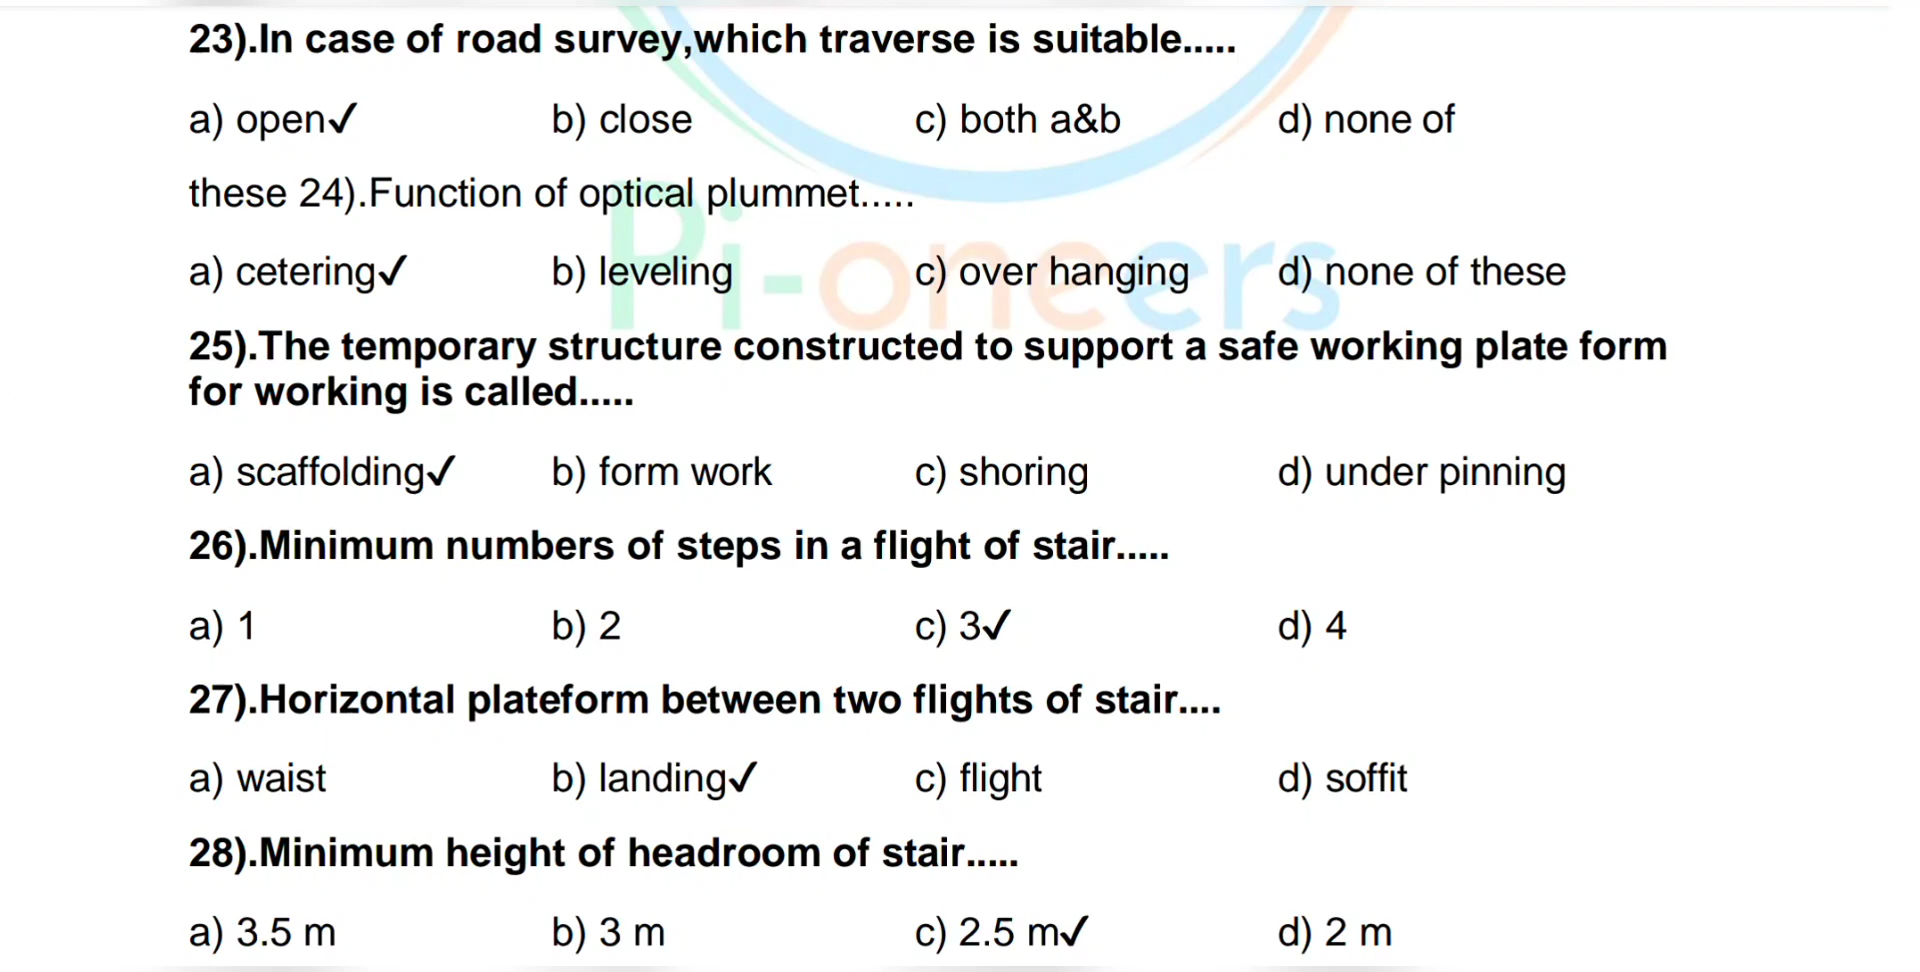 23).In case of road survey,which traverse is suitable.....
a) open✓ b) close c) both a&b d) none of
these 24).Function of optical plummet.....
a) cetering✓ b) leveling c) over hanging d) none of these
25).The temporary structure constructed to support a safe working plate form
for working is called.....
a) scaffolding✓ b) form work c) shoring d) under pinning
26).Minimum numbers of steps in a flight of stair.....
a) 1 b) 2 c) 3✓ d) 4
27).Horizontal plateform between two flights of stair....
a) waist b) landing✓ c) flight d) soffit
28).Minimum height of headroom of stair.....
a) 3.5 m b) 3 m c) 2.5 m✓ d) 2 m
Pi-oneers